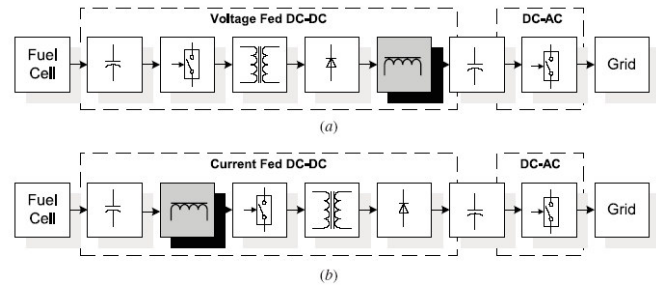 Voltage Fed DC-DC
DC-AC
Fuel
Cell
Grid
(a)
Current Fed DC-DC
DC-AC
Fuel
Cell
Grid
(b)